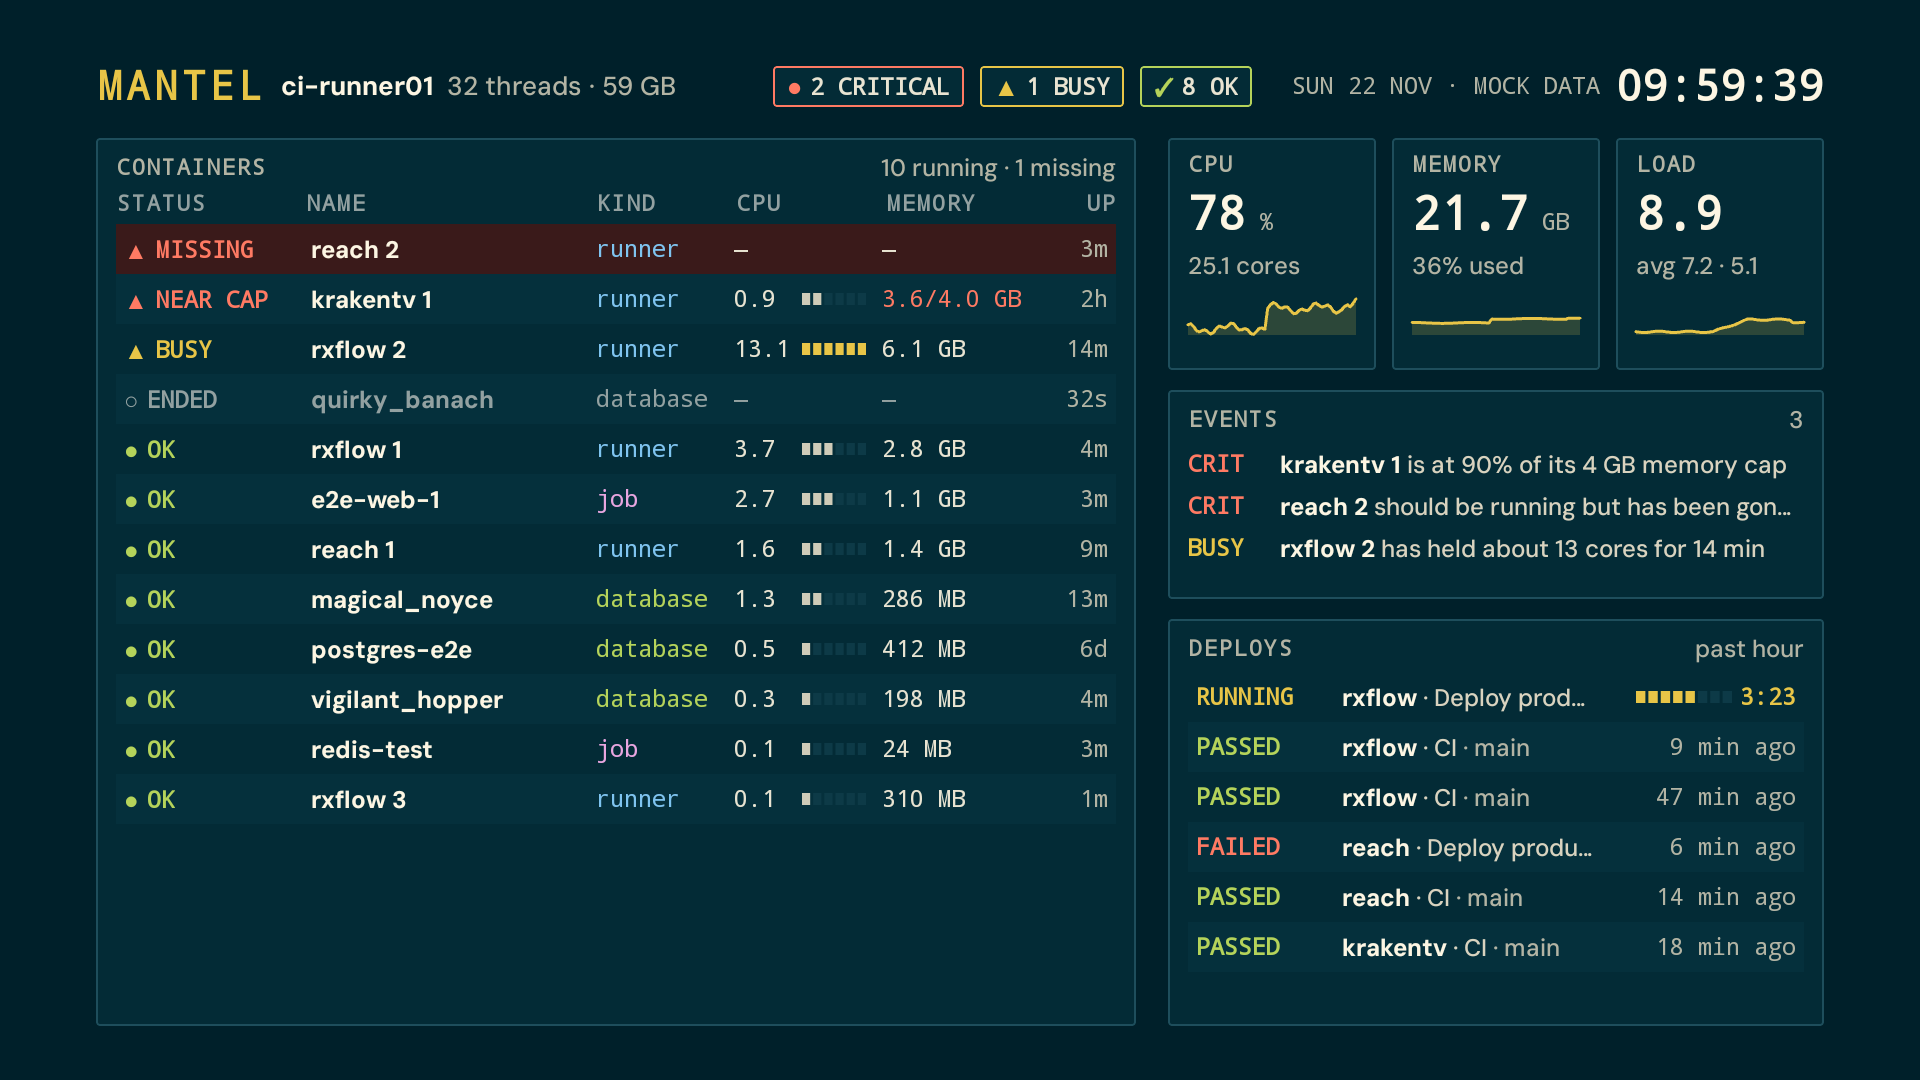 MANTEL ci-runner01 32 threads · 59 GB ● 2 CRITICAL ▲ 1 BUSY ✓ 8 OK SUN 22 NOV · MOCK DATA 09:59:39
CONTAINERS 10 running · 1 missing
STATUS NAME KIND CPU MEMORY UP
▲ MISSING reach 2 runner — — 3m
▲ NEAR CAP krakentv 1 runner 0.9 3.6/4.0 GB 2h
▲ BUSY rxflow 2 runner 13.1 6.1 GB 14m
○ ENDED quirky_banach database — — 32s
● OK rxflow 1 runner 3.7 2.8 GB 4m
● OK e2e-web-1 job 2.7 1.1 GB 3m
● OK reach 1 runner 1.6 1.4 GB 9m
● OK magical_noyce database 1.3 286 MB 13m
● OK postgres-e2e database 0.5 412 MB 6d
● OK vigilant_hopper database 0.3 198 MB 4m
● OK redis-test job 0.1 24 MB 3m
● OK rxflow 3 runner 0.1 310 MB 1m
CPU
78 %
25.1 cores
MEMORY
21.7 GB
36% used
LOAD
8.9
avg 7.2 · 5.1
EVENTS 3
CRIT krakentv 1 is at 90% of its 4 GB memory cap
CRIT reach 2 should be running but has been gon…
BUSY rxflow 2 has held about 13 cores for 14 min
DEPLOYS past hour
RUNNING rxflow · Deploy prod… 3:23
PASSED rxflow · CI · main 9 min ago
PASSED rxflow · CI · main 47 min ago
FAILED reach · Deploy produ… 6 min ago
PASSED reach · CI · main 14 min ago
PASSED krakentv · CI · main 18 min ago